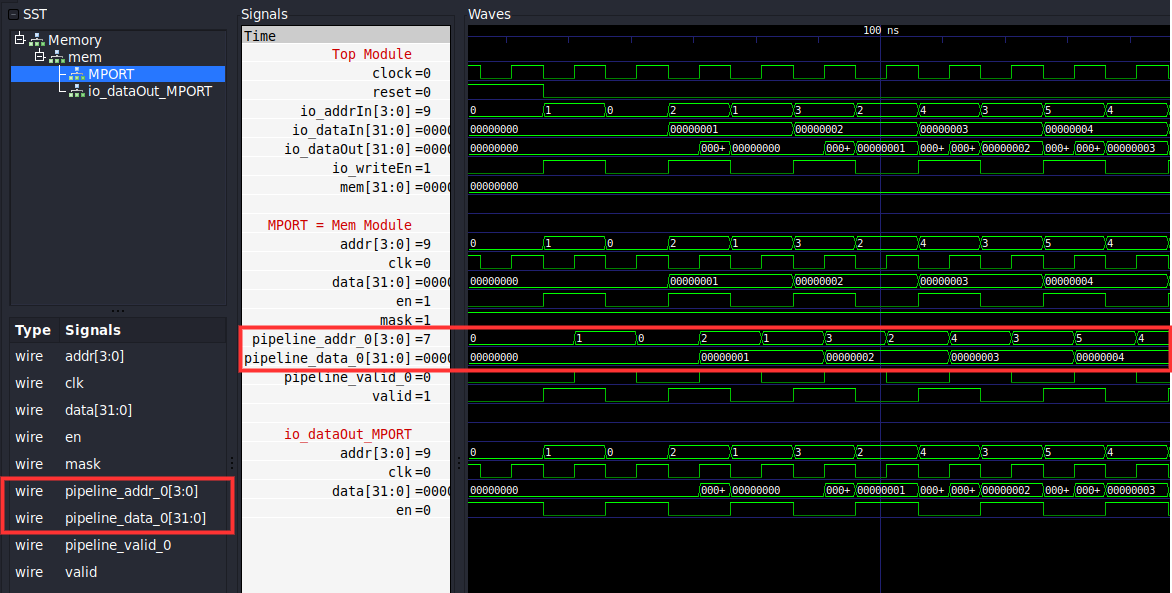 SST
Memory
mem
MPORT
io_dataOut_MPORT
Type Signals
wire addr[3:0]
wire clk
wire data[31:0]
wire en
wire mask
wire pipeline_addr_0[3:0]
wire pipeline_data_0[31:0]
wire pipeline_valid_0
wire valid
Signals
Time
Top Module
clock=0
reset=0
io_addrIn[3:0]=9
io_dataIn[31:0]=0000
io_dataOut[31:0]=0000
io_writeEn=1
mem[31:0]=0000
MPORT = Mem Module
addr[3:0]=9
clk=0
data[31:0]=0000
en=1
mask=1
pipeline_addr_0[3:0]=7
pipeline_data_0[31:0]=0000
pipeline_valid_0=0
valid=1
io_dataOut_MPORT
addr[3:0]=9
clk=0
data[31:0]=0000
en=0
Waves
100 ns
0 1 0 2 1 3 2 4 3 5 4
00000000 00000001 00000002 00000003 00000004
00000000 000+ 00000000 000+ 00000001 000+ 000+ 00000002 000+ 000+ 00000003
00000000
0 1 0 2 1 3 2 4 3 5 4
00000000 00000001 00000002 00000003 00000004
0 1 0 2 1 3 2 4 3 5 4
00000000 00000001 00000002 00000003 00000004
0 1 0 2 1 3 2 4 3 5 4
00000000 000+ 00000000 000+ 00000001 000+ 000+ 00000002 000+ 000+ 00000003